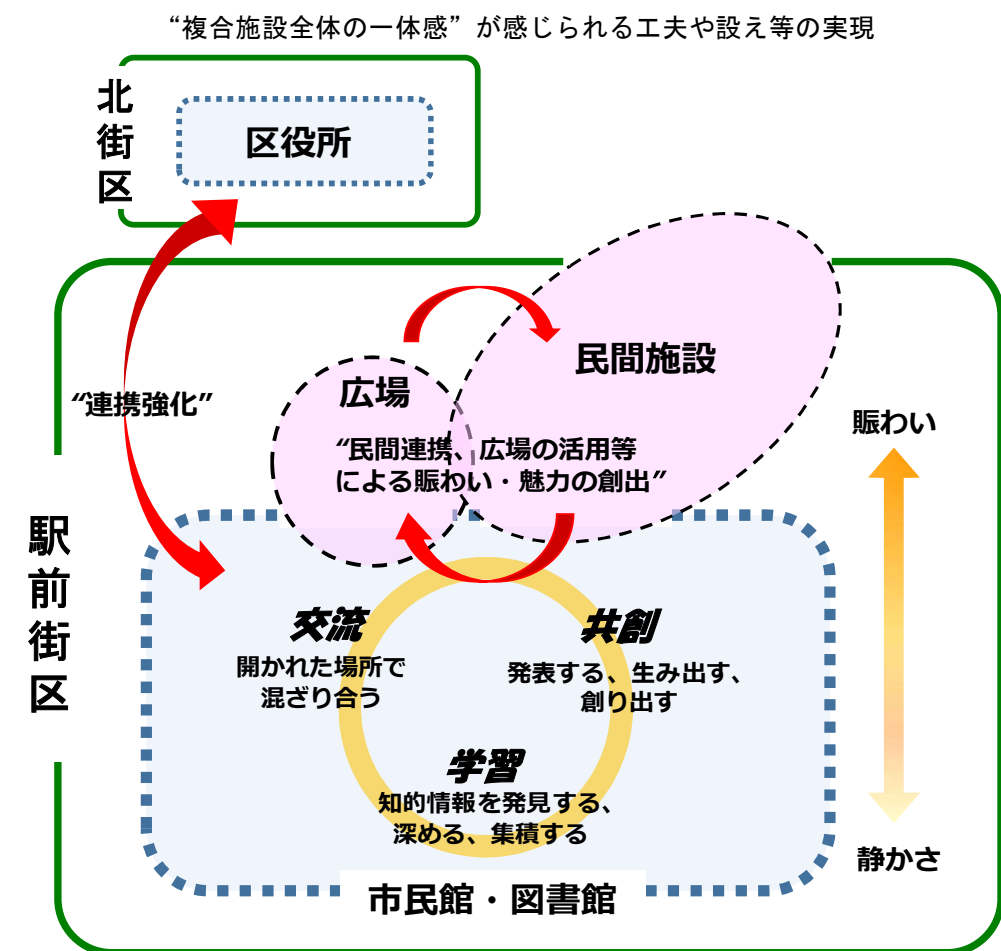 “複合施設全体の一体感”が感じられる工夫や設え等の実現
北街区
区役所
民間施設
広場
“連携強化”
“民間連携、広場の活用等
による賑わい・魅力の創出”
賑わい
駅前街区
交流
開かれた場所で
混ざり合う
共創
発表する、生み出す、
創り出す
学習
知的情報を発見する、
深める、集積する
静かさ
市民館・図書館